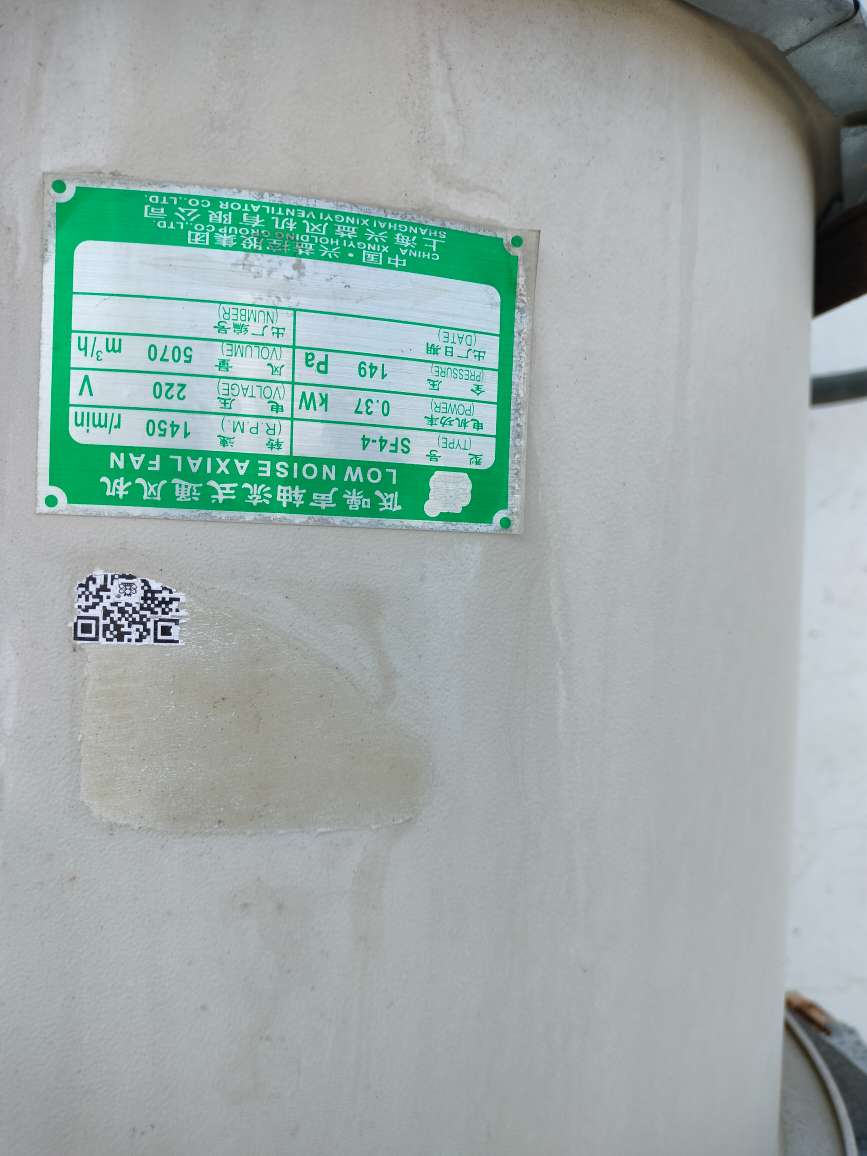 低噪声轴流式通风机
LOW NOISE AXIAL FAN
型号 (TYPE) SF4-4 转速 (R.P.M.) 1450 r/min
电机功率 (POWER) 0.37 kW 电压 (VOLTAGE) 220 V
全压 (PRESSURE) 149 Pa 风量 (VOLUME) 5070 m³/h
出厂日期 (DATE) 出厂编号 (NUMBER)
中国·兴益控股集团
CHINA XINGYI HOLDING GROUP CO.,LTD.
上海兴益风机有限公司
SHANGHAI XINGYI VENTILATOR CO.,LTD.